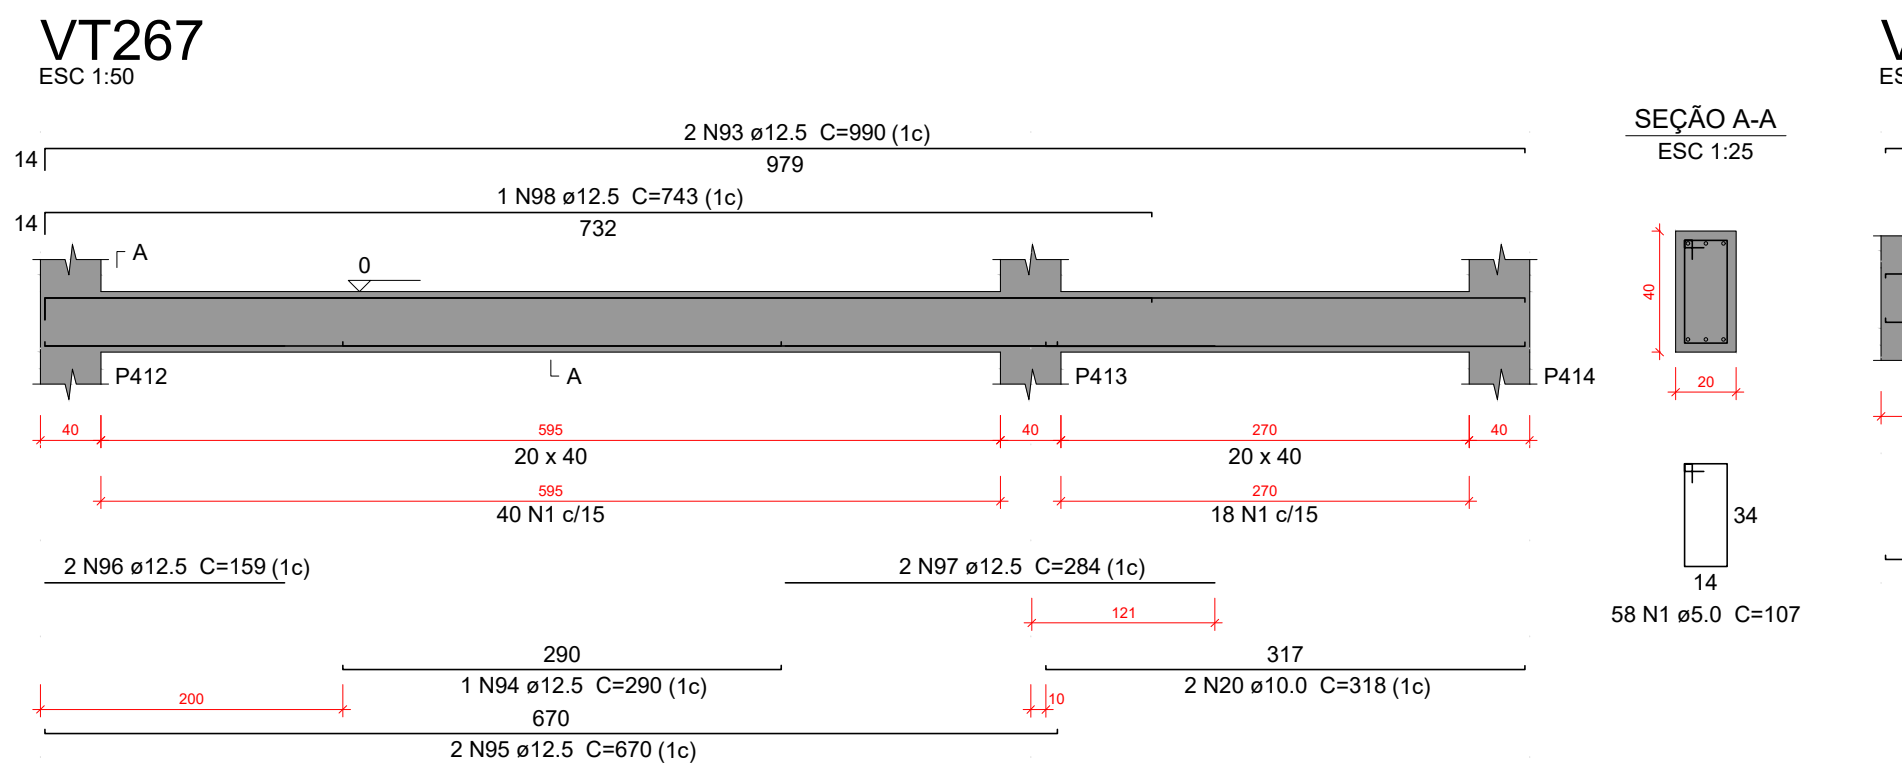 VT267
ESC 1:50
2 N93 ø12.5 C=990 (1c)
14
979
1 N98 ø12.5 C=743 (1c)
14
732
A
0
A
P412
P413
P414
40
595
40
270
40
20 x 40
20 x 40
595
270
40 N1 c/15
18 N1 c/15
2 N96 ø12.5 C=159 (1c)
2 N97 ø12.5 C=284 (1c)
121
290
317
1 N94 ø12.5 C=290 (1c)
2 N20 ø10.0 C=318 (1c)
200
10
670
2 N95 ø12.5 C=670 (1c)
SEÇÃO A-A
ESC 1:25
40
20
34
14
58 N1 ø5.0 C=107